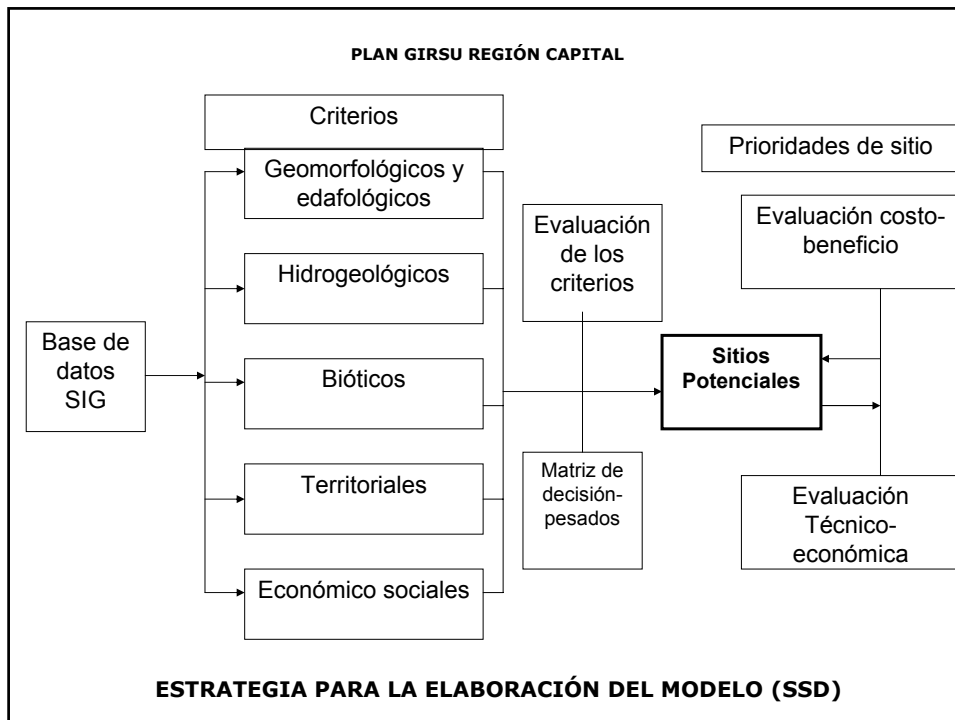 PLAN GIRSU REGIÓN CAPITAL
Criterios
Geomorfológicos y
edafológicos
Hidrogeológicos
Bióticos
Territoriales
Económico sociales
Base de
datos
SIG
Evaluación
de los
criterios
Matriz de
decisión-
pesados
Sitios
Potenciales
Prioridades de sitio
Evaluación costo-
beneficio
Evaluación
Técnico-
económica
ESTRATEGIA PARA LA ELABORACIÓN DEL MODELO (SSD)